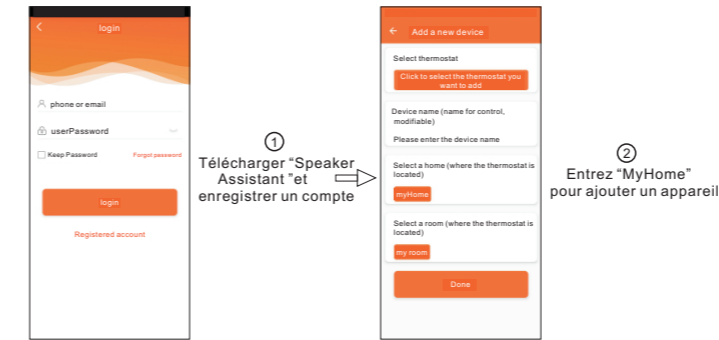 login
phone or email
userPassword
Keep Password Forgot password
login
Registered account
①
Télécharger “Speaker
Assistant ”et
enregistrer un compte
Add a new device
Select thermostat
Click to select the thermostat you
want to add
Device name (name for control,
modifiable)
Please enter the device name
Select a home (where the thermostat is
located)
myHome
Select a room (where the thermostat is
located)
my room
Done
②
Entrez “MyHome”
pour ajouter un appareil